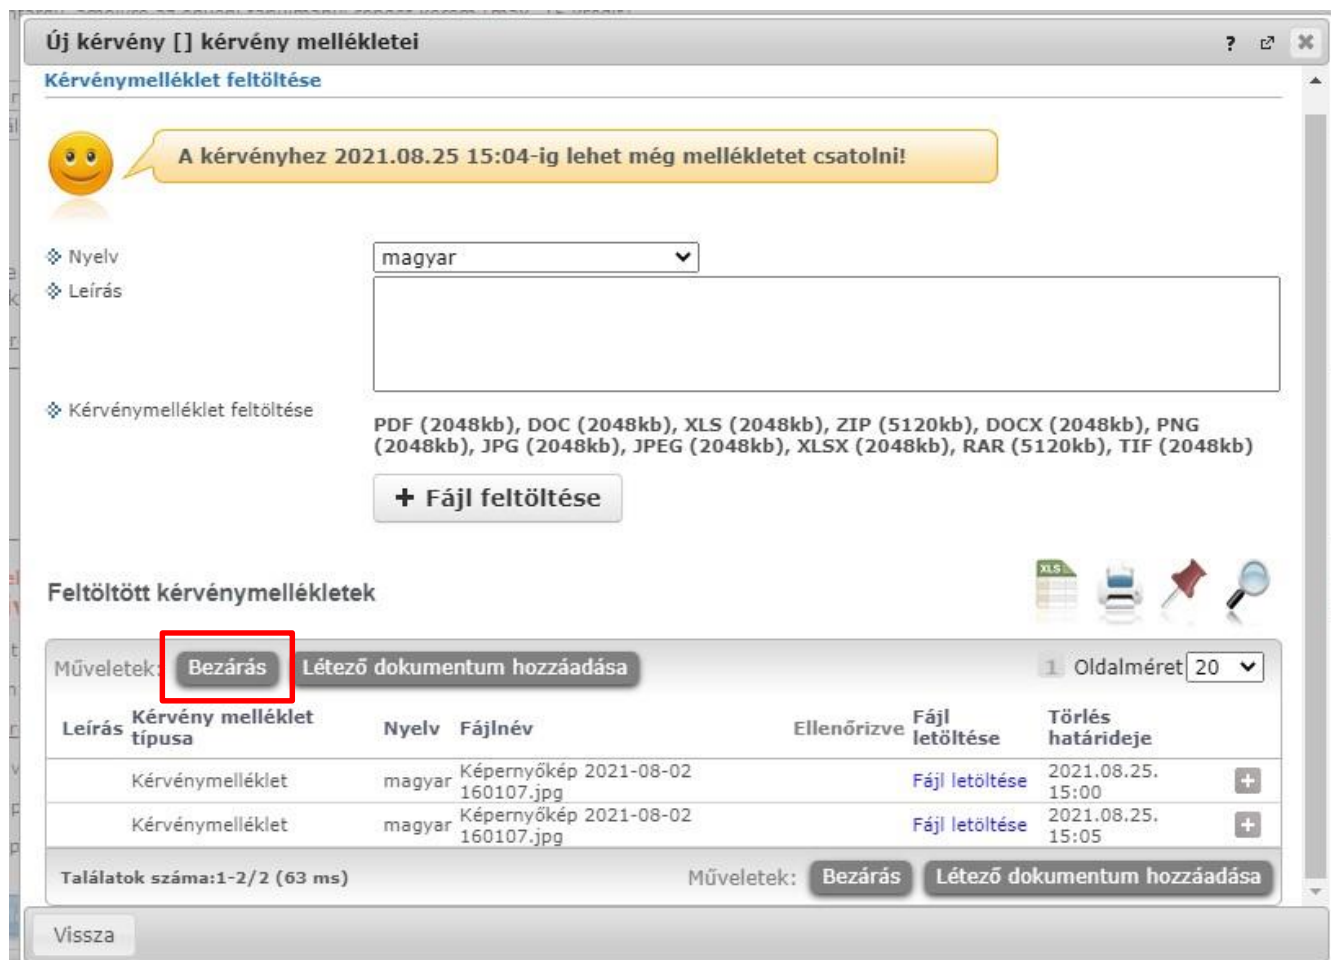 Új kérvény [] kérvény mellékletei
?
Kérvénymelléklet feltöltése
A kérvényhez 2021.08.25 15:04-ig lehet még mellékletet csatolni!
Nyelv magyar
Leírás
Kérvénymelléklet feltöltése
PDF (2048kb), DOC (2048kb), XLS (2048kb), ZIP (5120kb), DOCX (2048kb), PNG
(2048kb), JPG (2048kb), JPEG (2048kb), XLSX (2048kb), RAR (5120kb), TIF (2048kb)
+ Fájl feltöltése
XLS
Feltöltött kérvénymellékletek
Műveletek: Bezárás Létező dokumentum hozzáadása 1 Oldalméret 20
Leírás Kérvény melléklet típusa Nyelv Fájlnév Ellenőrizve Fájl letöltése Törlés határideje
Kérvénymelléklet magyar Képernyőkép 2021-08-02 160107.jpg Fájl letöltése 2021.08.25. 15:00
Kérvénymelléklet magyar Képernyőkép 2021-08-02 160107.jpg Fájl letöltése 2021.08.25. 15:05
Találatok száma:1-2/2 (63 ms) Műveletek: Bezárás Létező dokumentum hozzáadása
Vissza